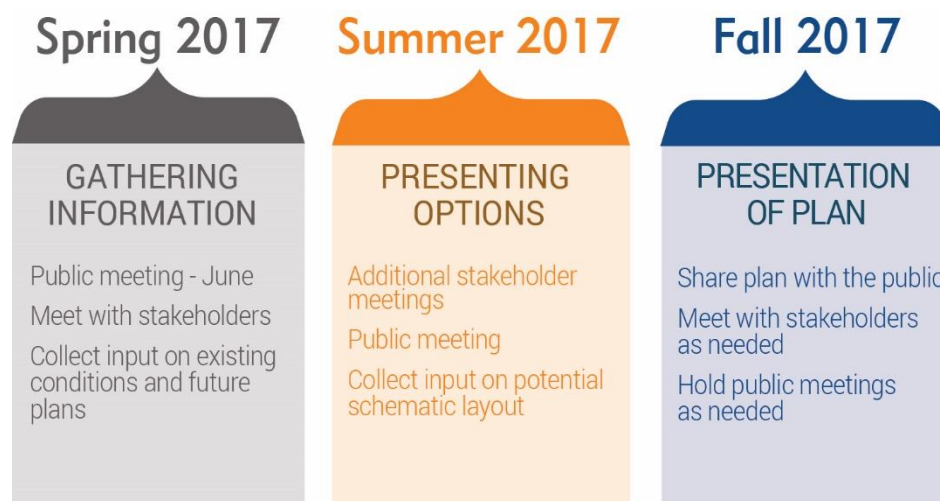 Spring 2017
GATHERING
INFORMATION
Public meeting - June
Meet with stakeholders
Collect input on existing
conditions and future
plans
Summer 2017
PRESENTING
OPTIONS
Additional stakeholder
meetings
Public meeting
Collect input on potential
schematic layout
Fall 2017
PRESENTATION
OF PLAN
Share plan with the public
Meet with stakeholders
as needed
Hold public meetings
as needed